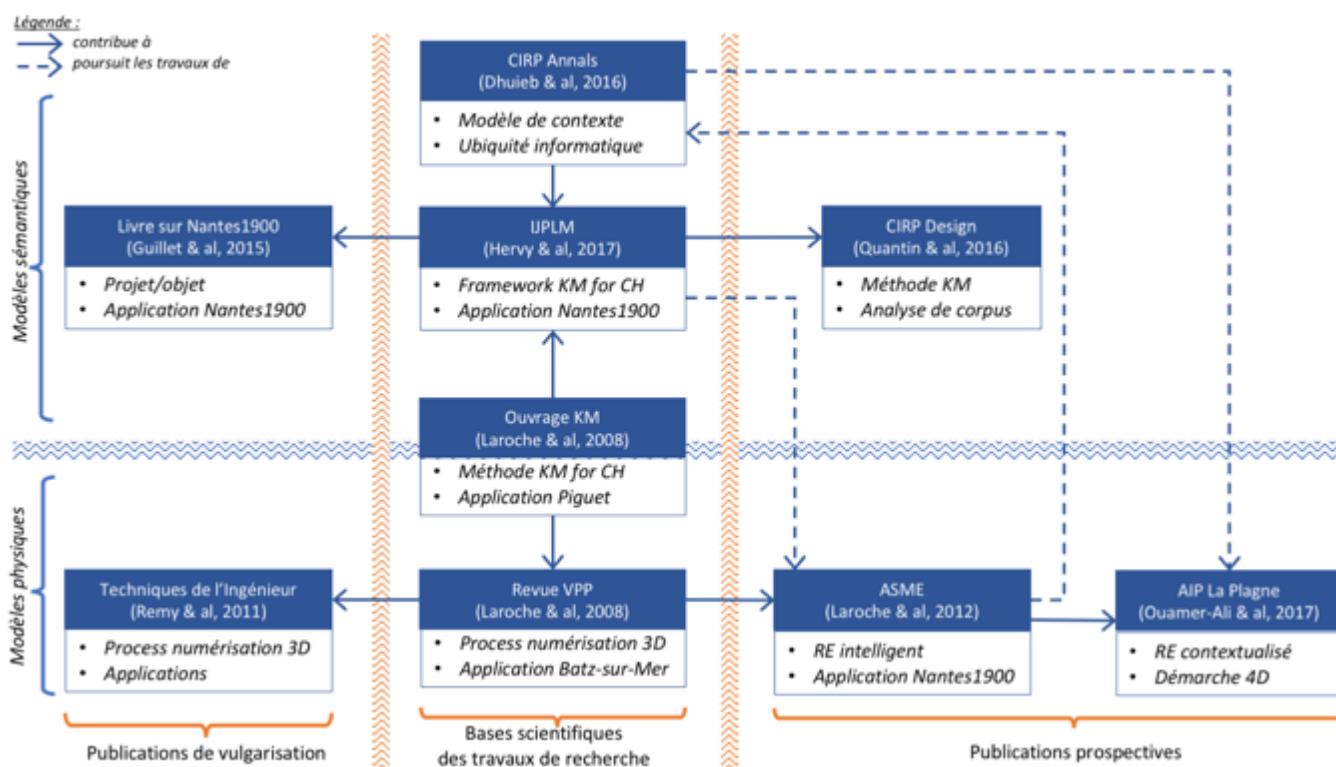 Légende :
contribue à
poursuit les travaux de
CIRP Annals
(Dhuieb & al, 2016)
• Modèle de contexte
• Ubiquité informatique
Modèles sémantiques
Livre sur Nantes1900
(Guillet & al, 2015)
• Projet/objet
• Application Nantes1900
IJPLM
(Hervy & al, 2017)
• Framework KM for CH
• Application Nantes1900
CIRP Design
(Quantin & al, 2016)
• Méthode KM
• Analyse de corpus
Ouvrage KM
(Laroche & al, 2008)
• Méthode KM for CH
• Application Piguet
Modèles physiques
Techniques de l'Ingénieur
(Remy & al, 2011)
• Process numérisation 3D
• Applications
Revue VPP
(Laroche & al, 2008)
• Process numérisation 3D
• Application Batz-sur-Mer
ASME
(Laroche & al, 2012)
• RE intelligent
• Application Nantes1900
AIP La Plagne
(Ouamer-Ali & al, 2017)
• RE contextualisé
• Démarche 4D
Publications de vulgarisation
Bases scientifiques
des travaux de recherche
Publications prospectives